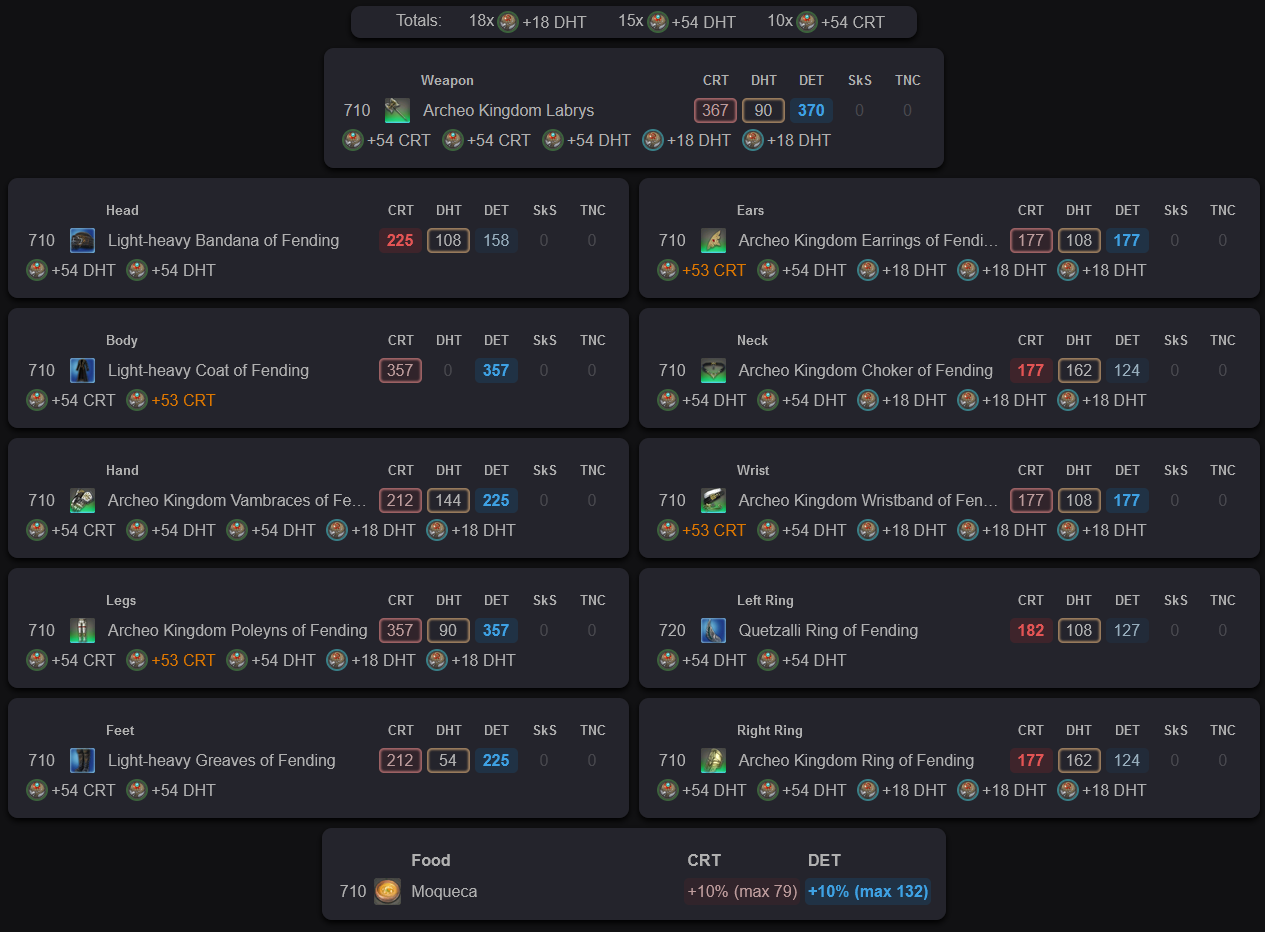 Totals: 18x +18 DHT 15x +54 DHT 10x +54 CRT
Weapon CRT DHT DET SkS TNC
710 Archeo Kingdom Labrys 367 90 370 0 0
+54 CRT +54 CRT +54 DHT +18 DHT +18 DHT
Head CRT DHT DET SkS TNC
710 Light-heavy Bandana of Fending 225 108 158 0 0
+54 DHT +54 DHT
Ears CRT DHT DET SkS TNC
710 Archeo Kingdom Earrings of Fendi... 177 108 177 0 0
+53 CRT +54 DHT +18 DHT +18 DHT +18 DHT
Body CRT DHT DET SkS TNC
710 Light-heavy Coat of Fending 357 0 357 0 0
+54 CRT +53 CRT
Neck CRT DHT DET SkS TNC
710 Archeo Kingdom Choker of Fending 177 162 124 0 0
+54 DHT +54 DHT +18 DHT +18 DHT +18 DHT
Hand CRT DHT DET SkS TNC
710 Archeo Kingdom Vambraces of Fe... 212 144 225 0 0
+54 CRT +54 DHT +54 DHT +18 DHT +18 DHT
Wrist CRT DHT DET SkS TNC
710 Archeo Kingdom Wristband of Fen... 177 108 177 0 0
+53 CRT +54 DHT +18 DHT +18 DHT +18 DHT
Legs CRT DHT DET SkS TNC
710 Archeo Kingdom Poleyns of Fending 357 90 357 0 0
+54 CRT +53 CRT +54 DHT +18 DHT +18 DHT
Left Ring CRT DHT DET SkS TNC
720 Quetzalli Ring of Fending 182 108 127 0 0
+54 DHT +54 DHT
Feet CRT DHT DET SkS TNC
710 Light-heavy Greaves of Fending 212 54 225 0 0
+54 CRT +54 DHT
Right Ring CRT DHT DET SkS TNC
710 Archeo Kingdom Ring of Fending 177 162 124 0 0
+54 DHT +54 DHT +18 DHT +18 DHT +18 DHT
Food CRT DET
710 Moqueca +10% (max 79) +10% (max 132)